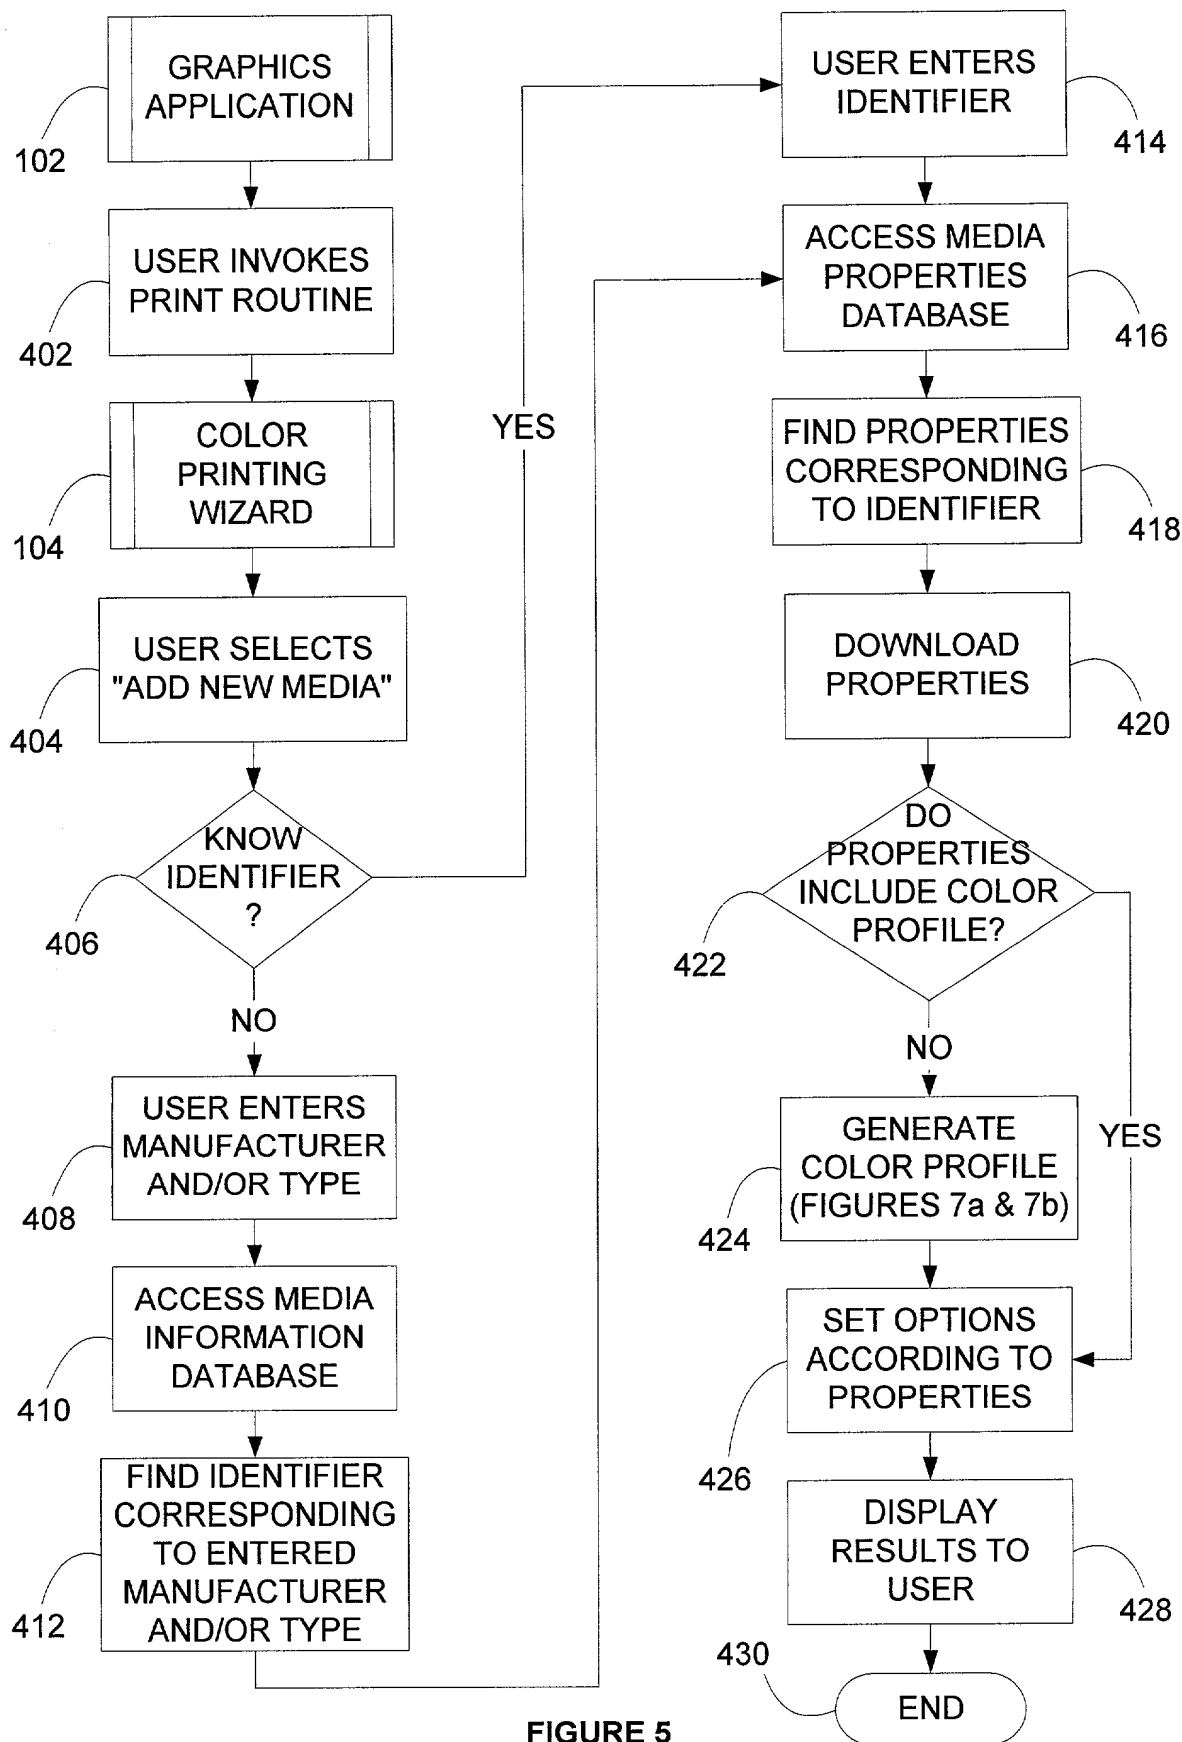 GRAPHICS
APPLICATION
102
USER INVOKES
PRINT ROUTINE
402
COLOR
PRINTING
WIZARD
104
USER SELECTS
"ADD NEW MEDIA"
404
KNOW
IDENTIFIER
?
406
YES
NO
USER ENTERS
MANUFACTURER
AND/OR TYPE
408
ACCESS MEDIA
INFORMATION
DATABASE
410
FIND IDENTIFIER
CORRESPONDING
TO ENTERED
MANUFACTURER
AND/OR TYPE
412
USER ENTERS
IDENTIFIER
414
ACCESS MEDIA
PROPERTIES
DATABASE
416
FIND PROPERTIES
CORRESPONDING
TO IDENTIFIER
418
DOWNLOAD
PROPERTIES
420
DO
PROPERTIES
INCLUDE COLOR
PROFILE?
422
NO
YES
GENERATE
COLOR PROFILE
(FIGURES 7a & 7b)
424
SET OPTIONS
ACCORDING TO
PROPERTIES
426
DISPLAY
RESULTS TO
USER
428
430
END
FIGURE 5